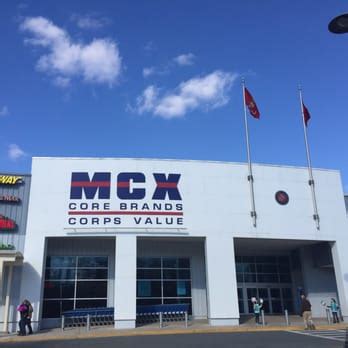 MCX
CORE BRANDS
CORPS VALUE